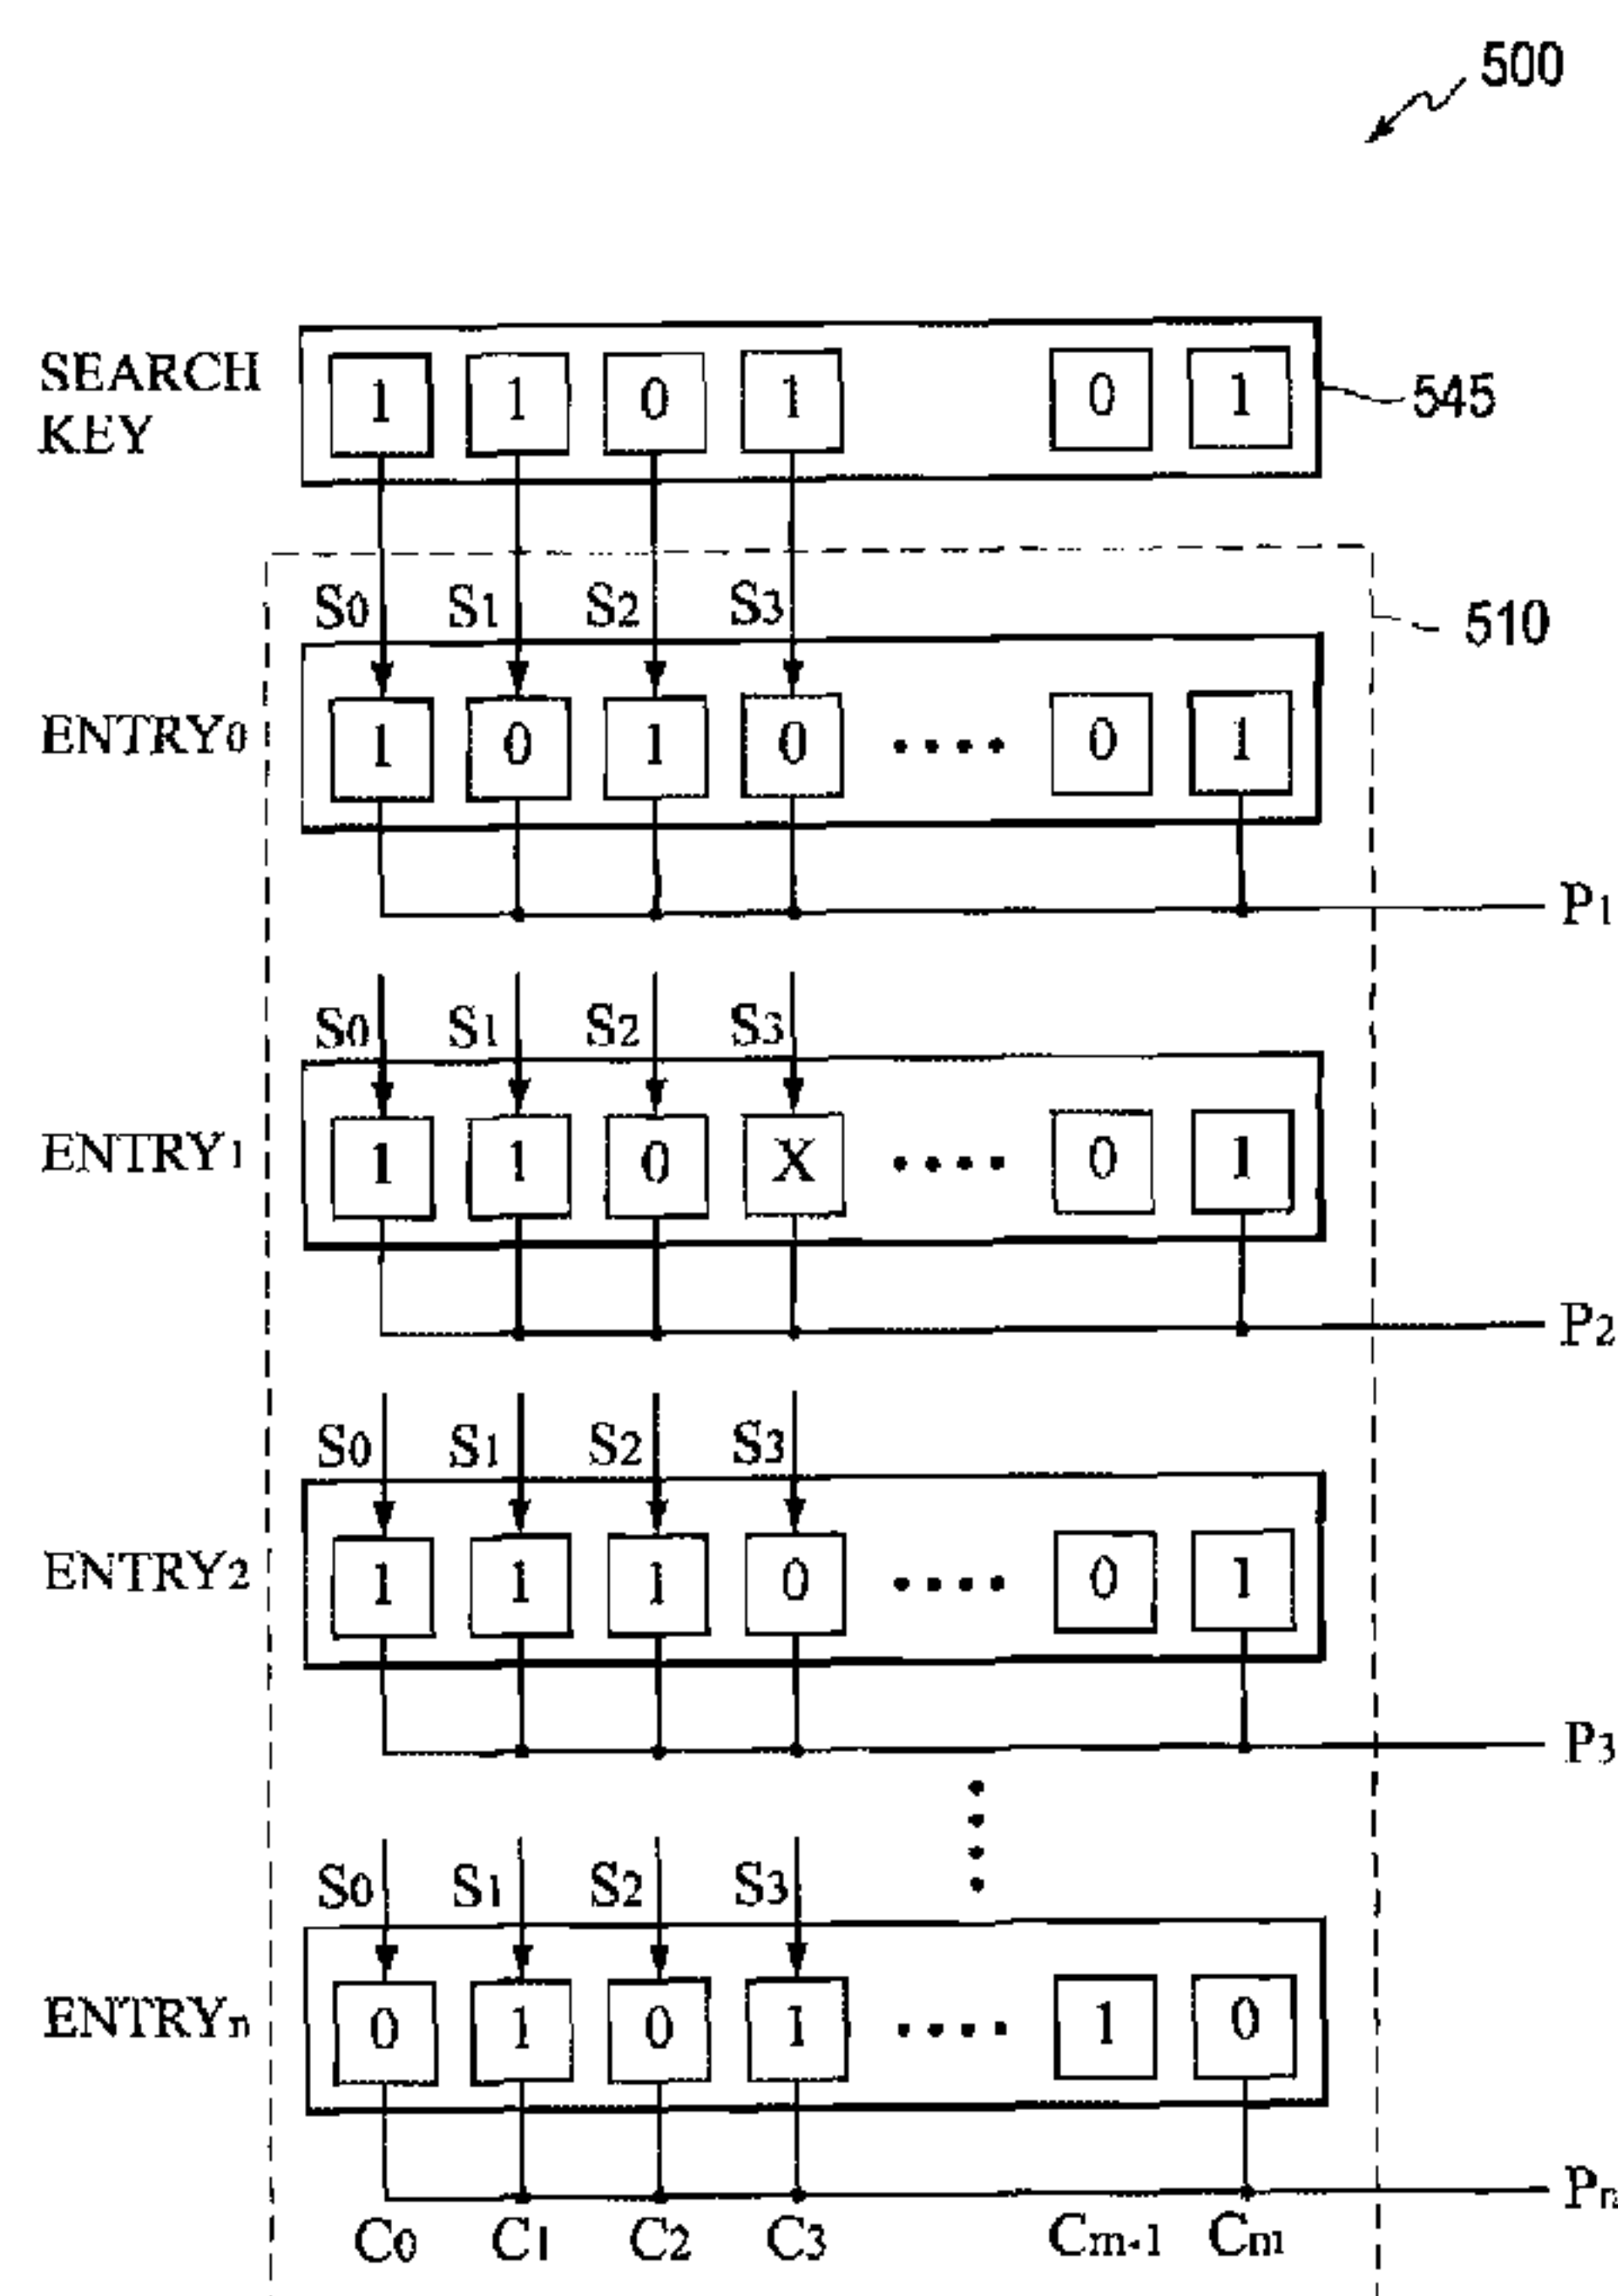 500
SEARCH
KEY
1 1 0 1 0 1
545
S0 S1 S2 S3
510
ENTRY0
1 0 1 0 0 1
P1
S0 S1 S2 S3
ENTRY1
1 1 0 X 0 1
P2
S0 S1 S2 S3
ENTRY2
1 1 1 0 0 1
P3
S0 S1 S2 S3
ENTRYn
0 1 0 1 1 0
Pn
C0 C1 C2 C3 Cm-1 Cm